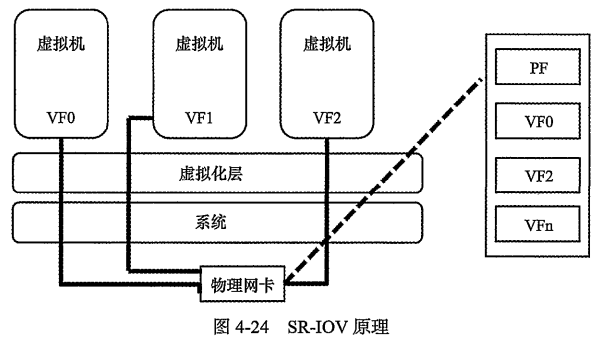 虚拟机 虚拟机 虚拟机
VF0 VF1 VF2
虚拟化层
系统
物理网卡
PF
VF0
VF2
VFn
图 4-24 SR-IOV 原理